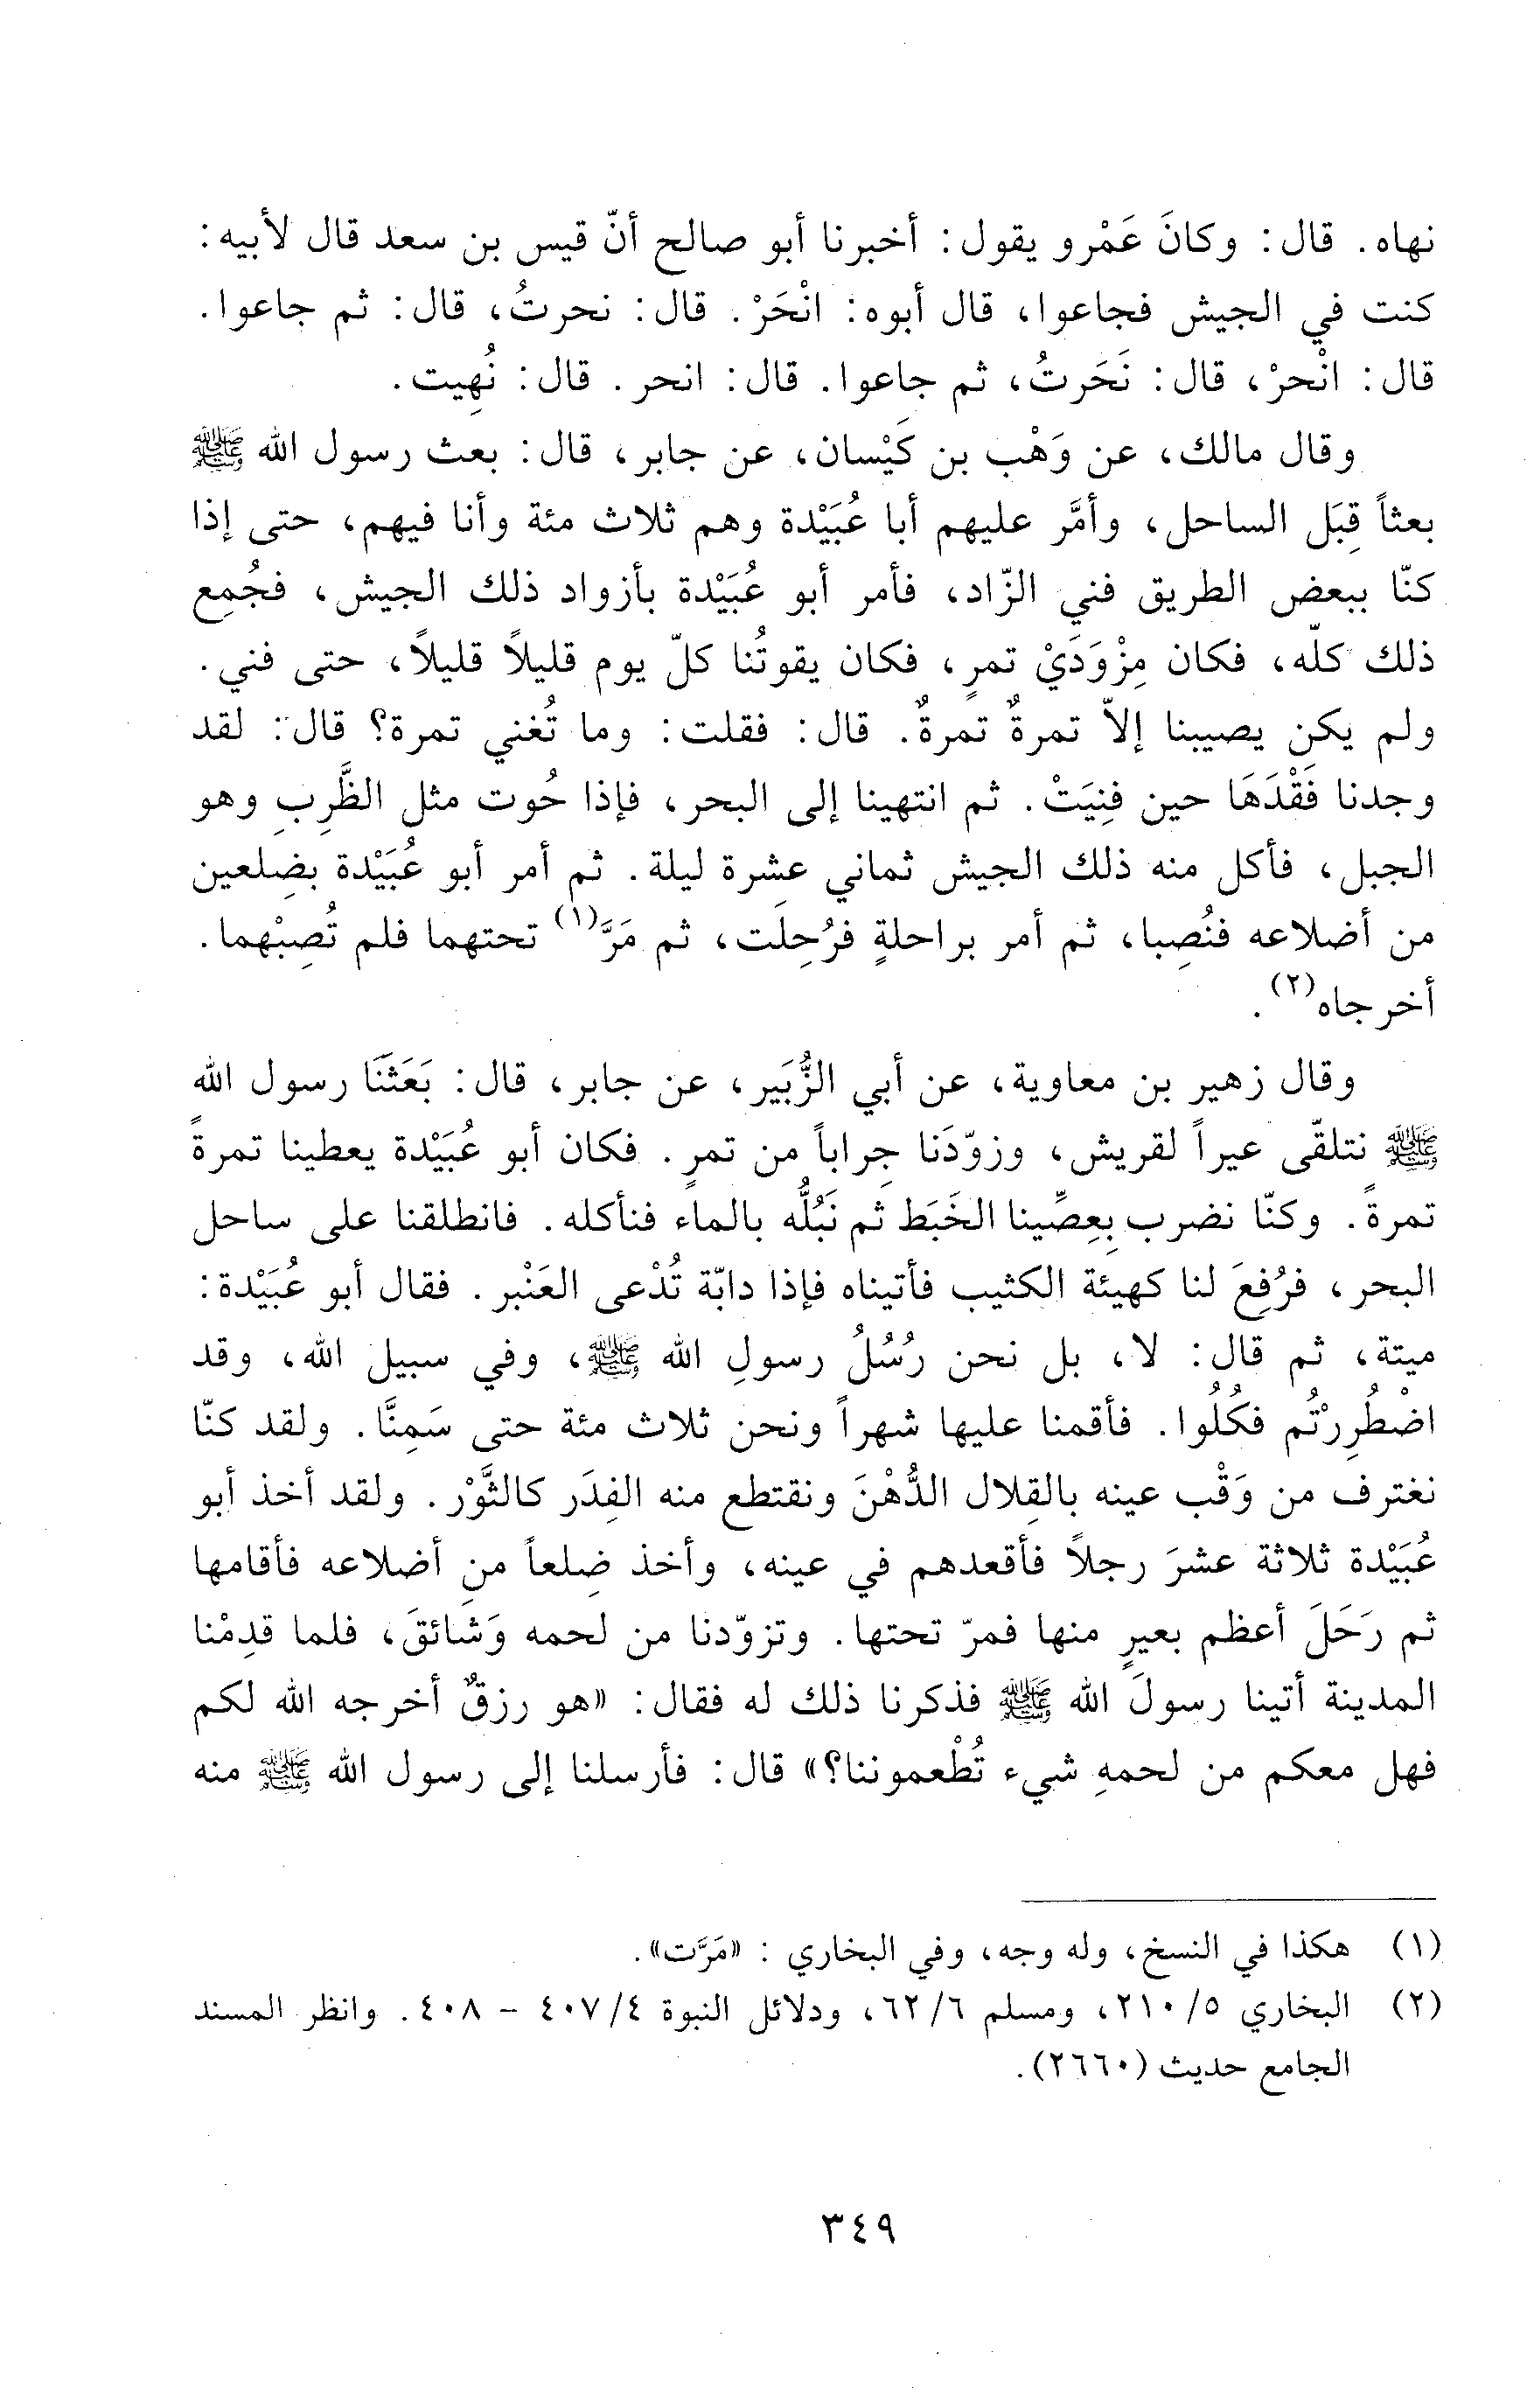 نهاه. قال: وكانَ عَمْرو يقول: أخبرنا أبو صالح أنّ قيس بن سعد قال لأبيه:
كنت في الجيش فجاعوا، قال أبوه: انْحَرْ. قال: نحرتُ، قال: ثم جاعوا.
قال: انْحرْ، قال: نَحَرتُ، ثم جاعوا. قال: انحر. قال: نُهِيت.
وقال مالك، عن وَهْب بن كَيْسان، عن جابر، قال: بعث رسول الله ﷺ
بعثاً قِبَل الساحل، وأمَّر عليهم أبا عُبَيْدة وهم ثلاث مئة وأنا فيهم، حتى إذا
كنّا ببعض الطريق فني الزّاد، فأمر أبو عُبَيْدة بأزواد ذلك الجيش، فجُمِع
ذلك كلّه، فكان مِزْوَدَيْ تمرٍ، فكان يقوتُنا كلّ يوم قليلاً قليلاً، حتى فني.
ولم يكن يصيبنا إلاّ تمرةٌ تمرةٌ. قال: فقلت: وما تُغني تمرة؟ قال: لقد
وجدنا فَقْدَهَا حين فنِيَتْ. ثم انتهينا إلى البحر، فإذا حُوت مثل الظَّرِبِ وهو
الجبل، فأكل منه ذلك الجيش ثماني عشرة ليلة. ثم أمر أبو عُبَيْدة بضِلعين
من أضلاعه فنُصِبا، ثم أمر براحلةٍ فرُحِلَت، ثم مَرَّ(١) تحتهما فلم تُصِبْهما.
أخرجاه(٢).
وقال زهير بن معاوية، عن أبي الزُّبَير، عن جابر، قال: بَعَثَنَا رسول الله
ﷺ نتلقّى عيراً لقريش، وزوّدَنا جِراباً من تمرٍ. فكان أبو عُبَيْدة يعطينا تمرةً
تمرةً. وكنّا نضرب بِعِصِّينا الخَبَط ثم نَبُلُّه بالماء فنأكله. فانطلقنا على ساحل
البحر، فرُفِعَ لنا كهيئة الكثيب فأتيناه فإذا دابّة تُدْعى العَنْبر. فقال أبو عُبَيْدة:
ميتة، ثم قال: لا، بل نحن رُسُلُ رسولِ الله ﷺ، وفي سبيل الله، وقد
اضْطُرِرْتُم فكُلُوا. فأقمنا عليها شهراً ونحن ثلاث مئة حتى سَمِنَّا. ولقد كنّا
نغترف من وَقْب عينه بالقِلال الدُّهْنَ ونقتطع منه الفِدَر كالثَّوْر. ولقد أخذ أبو
عُبَيْدة ثلاثة عشرَ رجلاً فأقعدهم في عينه، وأخذ ضِلعاً من أضلاعه فأقامها
ثم رَحَلَ أعظم بعيرٍ منها فمرّ تحتها. وتزوّدنا من لحمه وَشَائقَ، فلما قدِمْنا
المدينة أتينا رسولَ الله ﷺ فذكرنا ذلك له فقال: «هو رزقٌ أخرجه الله لكم
فهل معكم من لحمهِ شيء تُطْعموننا؟» قال: فأرسلنا إلى رسول الله ﷺ منه
(١) هكذا في النسخ، وله وجه، وفي البخاري : «مَرَّت».
(٢) البخاري ٢١٠/٥، ومسلم ٦٢/٦، ودلائل النبوة ٤٠٧/٤ - ٤٠٨. وانظر المسند
الجامع حديث (٢٦٦٠).
٣٤٩